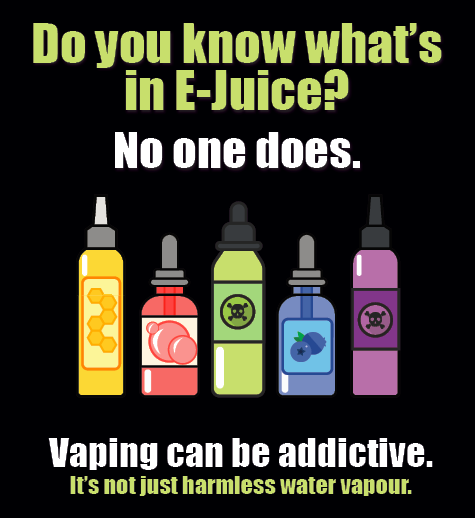 Do you know what's
in E-Juice?
No one does.
Vaping can be addictive.
It's not just harmless water vapour.